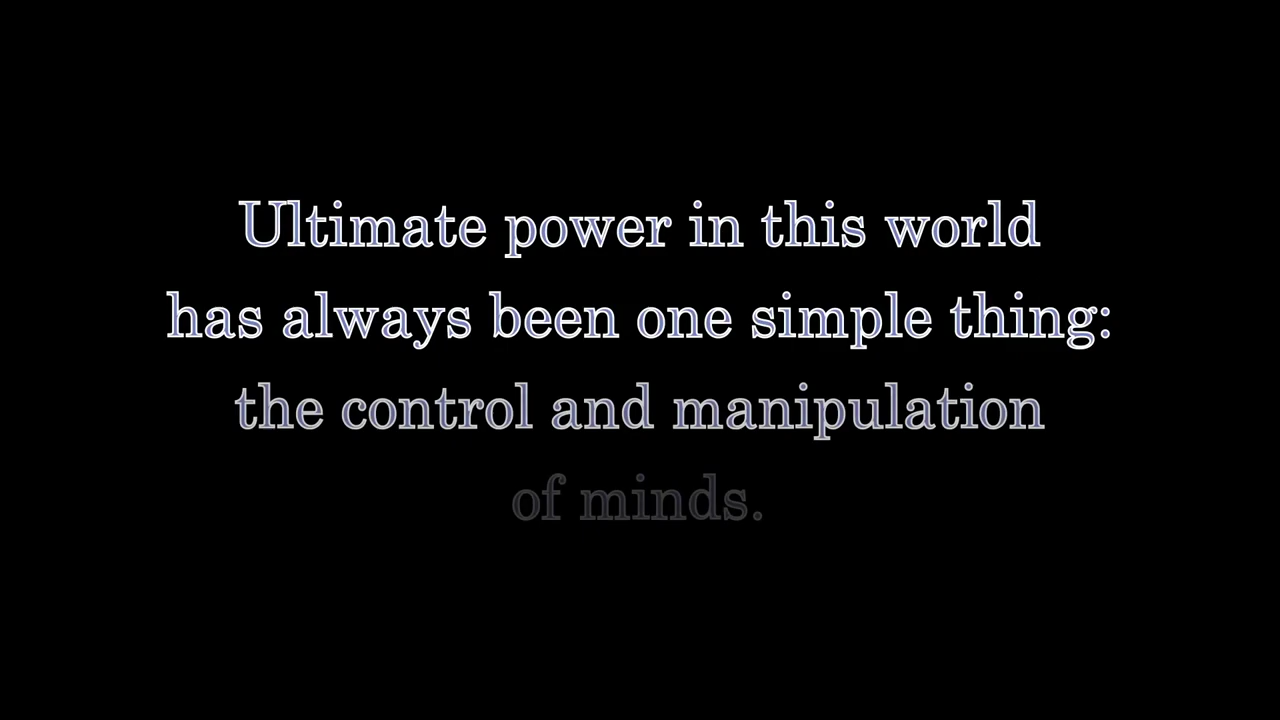 Ultimate power in this world
has always been one simple thing:
the control and manipulation
of minds.